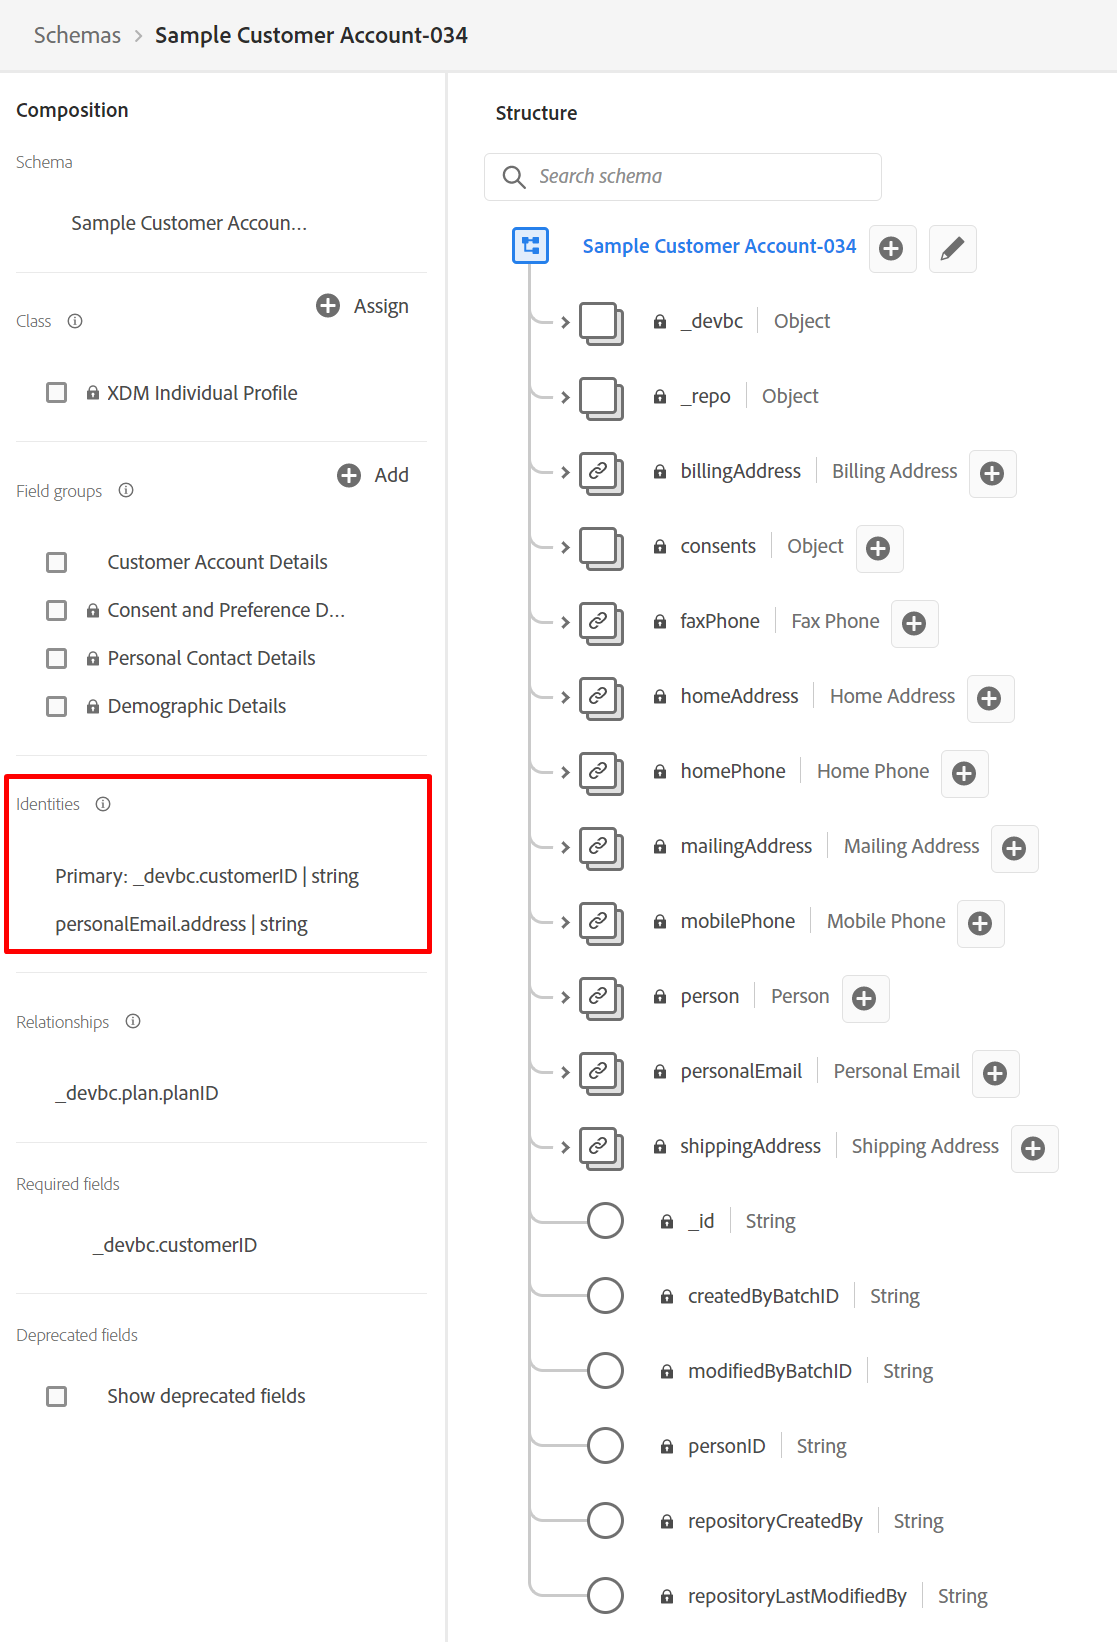 Schemas > Sample Customer Account-034
Composition
Schema
Sample Customer Accoun...
Class
Assign
XDM Individual Profile
Field groups
Add
Customer Account Details
Consent and Preference D...
Personal Contact Details
Demographic Details
Identities
Primary: _devbc.customerID | string
personalEmail.address | string
Relationships
_devbc.plan.planID
Required fields
_devbc.customerID
Deprecated fields
Show deprecated fields
Structure
Search schema
Sample Customer Account-034
_devbc | Object
_repo | Object
billingAddress | Billing Address
consents | Object
faxPhone | Fax Phone
homeAddress | Home Address
homePhone | Home Phone
mailingAddress | Mailing Address
mobilePhone | Mobile Phone
person | Person
personalEmail | Personal Email
shippingAddress | Shipping Address
_id | String
createdByBatchID | String
modifiedByBatchID | String
personID | String
repositoryCreatedBy | String
repositoryLastModifiedBy | String